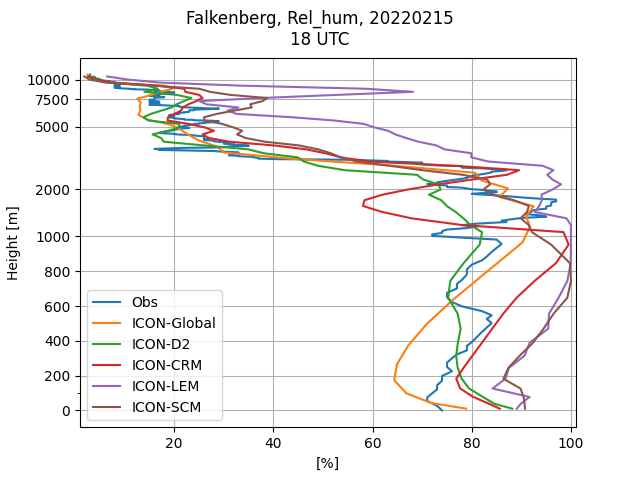 Falkenberg, Rel_hum, 20220215
18 UTC
10000
7500
5000
2000
1000
800
600
400
200
0
Height [m]
Obs
ICON-Global
ICON-D2
ICON-CRM
ICON-LEM
ICON-SCM
20 40 60 80 100
[%]